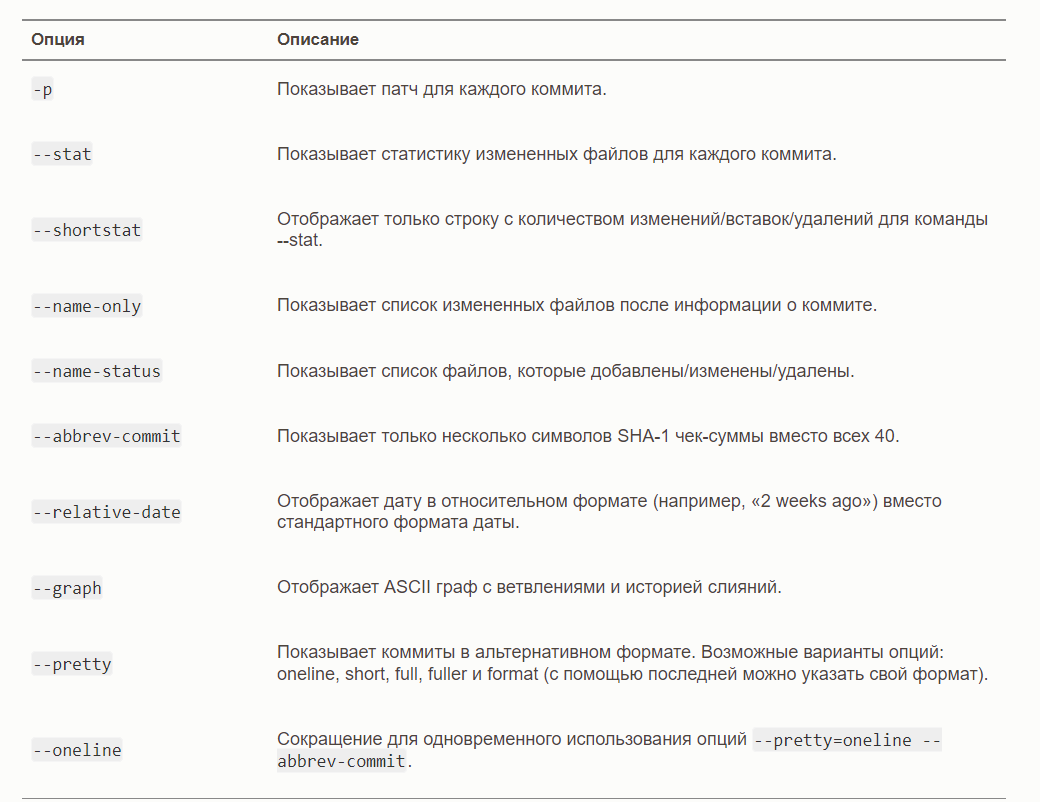 Опция Описание
-p Показывает патч для каждого коммита.
--stat Показывает статистику измененных файлов для каждого коммита.
--shortstat Отображает только строку с количеством изменений/вставок/удалений для команды
--stat.
--name-only Показывает список измененных файлов после информации о коммите.
--name-status Показывает список файлов, которые добавлены/изменены/удалены.
--abbrev-commit Показывает только несколько символов SHA-1 чек-суммы вместо всех 40.
--relative-date Отображает дату в относительном формате (например, «2 weeks ago») вместо
стандартного формата даты.
--graph Отображает ASCII граф с ветвлениями и историей слияний.
--pretty Показывает коммиты в альтернативном формате. Возможные варианты опций:
oneline, short, full, fuller и format (с помощью последней можно указать свой формат).
--oneline Сокращение для одновременного использования опций --pretty=oneline --
abbrev-commit.